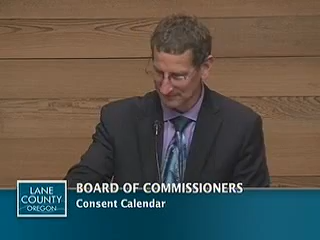 LANE
COUNTY
OREGON
BOARD OF COMMISSIONERS
Consent Calendar